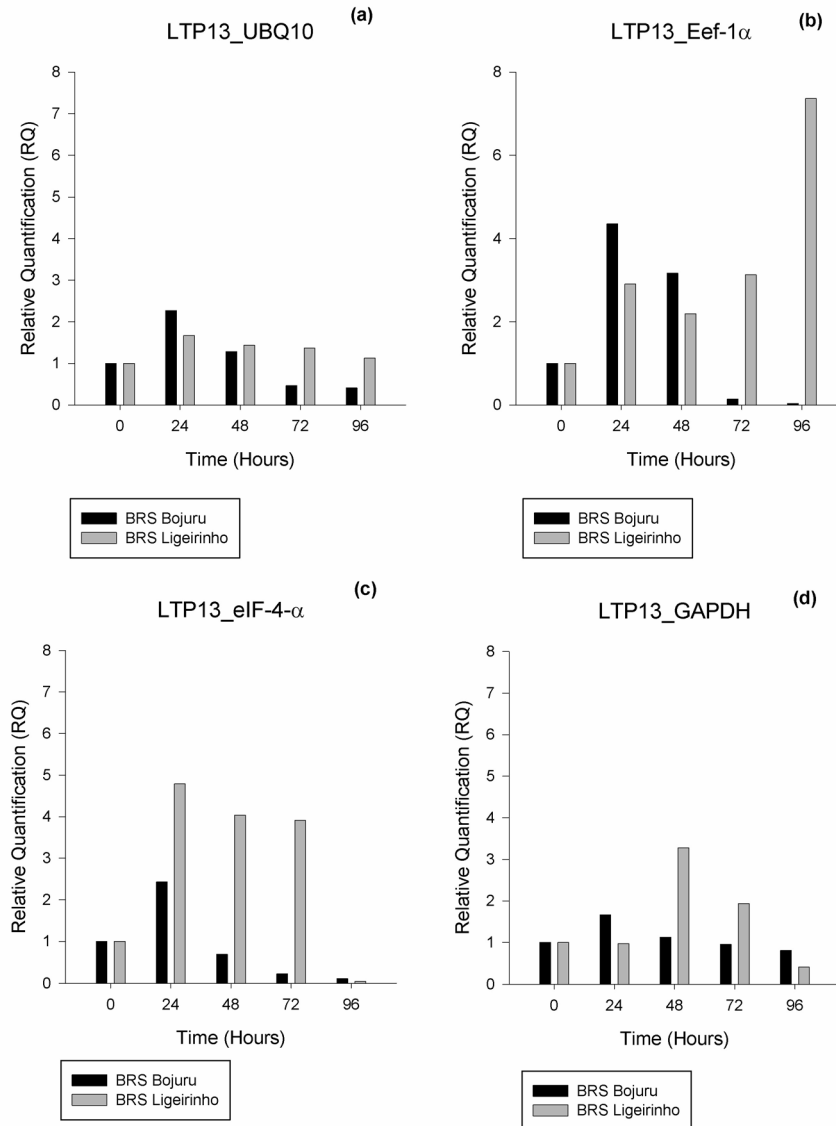 (a)
LTP13_UBQ10
Relative Quantification (RQ)
8
7
6
5
4
3
2
1
0
0 24 48 72 96
Time (Hours)
BRS Bojuru
BRS Ligeirinho
(b)
LTP13_Eef-1α
Relative Quantification (RQ)
8
7
6
4
2
0
0 24 48 72 96
Time (Hours)
BRS Bojuru
BRS Ligeirinho
(c)
LTP13_eIF-4-α
Relative Quantification (RQ)
8
7
6
5
4
3
2
1
0
0 24 48 72 96
Time (Hours)
BRS Bojuru
BRS Ligeirinho
(d)
LTP13_GAPDH
Relative Quantification (RQ)
8
7
6
5
4
3
2
1
0
0 24 48 72 96
Time (Hours)
BRS Bojuru
BRS Ligeirinho